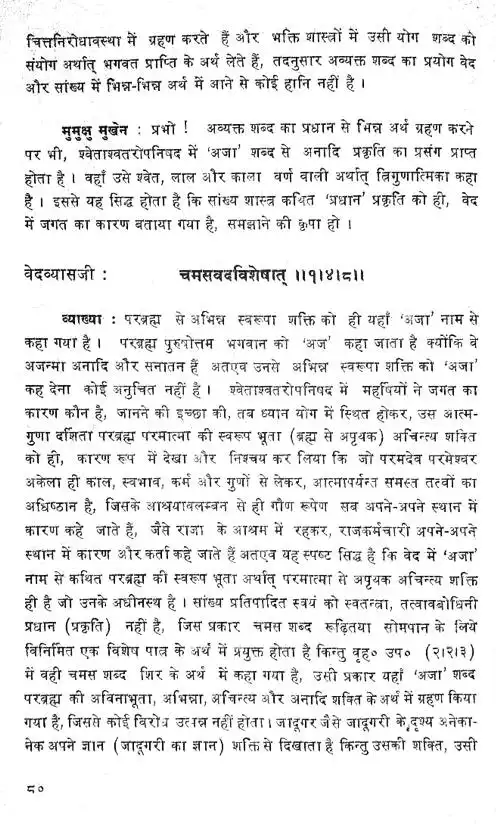 चित्तनिरोधावस्था में ग्रहण करते हैं और भक्ति शास्त्रों में उसी योग शब्द को
संयोग अर्थात् भगवत प्राप्ति के अर्थ लेते हैं, तदनुसार अव्यक्त शब्द का प्रयोग वेद
और सांख्य में भिन्न-भिन्न अर्थ में आने से कोई हानि नहीं है ।
मुमुक्षु मुखेन : प्रभो ! अव्यक्त शब्द का प्रधान से भिन्न अर्थ ग्रहण करने
पर भी, श्वेताश्वतरोपनिषद में 'अजा' शब्द से अनादि प्रकृति का प्रसंग प्राप्त
होता है । वहाँ उसे श्वेत, लाल और काला वर्ण वाली अर्थात् त्रिगुणात्मिका कहा
है । इससे यह सिद्ध होता है कि सांख्य शास्त्र कथित 'प्रधान' प्रकृति को ही, वेद
में जगत का कारण बताया गया है, समझाने की कृपा हो ।
वेदव्यासजी : चमसवदविशेषात् ।।१।४।८।।
व्याख्या : परब्रह्म से अभिन्न स्वरूपा शक्ति को ही यहाँ 'अजा' नाम से
कहा गया है । परब्रह्म पुरुषोत्तम भगवान को 'अज' कहा जाता है क्योंकि वे
अजन्मा अनादि और सनातन हैं अतएव उनसे अभिन्न स्वरूपा शक्ति को 'अजा'
कह देना कोई अनुचित नहीं है । श्वेताश्वतरोपनिषद में महर्षियों ने जगत का
कारण कौन है, जानने की इच्छा की, तब ध्यान योग में स्थित होकर, उस आत्म-
गुणा दर्शिता परब्रह्म परमात्मा की स्वरूप भूता (ब्रह्म से अपृथक) अचिन्त्य शक्ति
को ही, कारण रूप में देखा और निश्चय कर लिया कि जो परमदेव परमेश्वर
अकेला ही काल, स्वभाव, कर्म और गुणों से लेकर, आत्मापर्यन्त समस्त तत्वों का
अधिष्ठान है, जिसके आश्रयावलम्बन से ही गौण रूपेण सब अपने-अपने स्थान में
कारण कहे जाते हैं, जैसे राजा के आश्रम में रहकर, राजकर्मचारी अपने-अपने
स्थान में कारण और कर्ता कहे जाते हैं अतएव यह स्पष्ट सिद्ध है कि वेद में 'अजा'
नाम से कथित परब्रह्म की स्वरूप भूता अर्थात् परमात्मा से अपृथक अचिन्त्य शक्ति
ही है जो उनके अधीनस्थ है । सांख्य प्रतिपादित स्वयं को स्वतन्त्रा, तत्वावबोधिनी
प्रधान (प्रकृति) नहीं है, जिस प्रकार चमस शब्द रूढ़ितया सोमपान के लिये
विनिर्मित एक विशेष पात्र के अर्थ में प्रयुक्त होता है किन्तु वृह० उप० (२।२।३)
में वही चमस शब्द शिर के अर्थ में कहा गया है, उसी प्रकार यहाँ 'अजा' शब्द
परब्रह्म की अविनाभूता, अभिन्ना, अचिन्त्य और अनादि शक्ति के अर्थ में ग्रहण किया
गया है, जिससे कोई विरोध उत्पन्न नहीं होता । जादूगर जैसे जादूगरी के दृश्य अनेका-
नेक अपने ज्ञान (जादूगरी का ज्ञान) शक्ति से दिखाता है किन्तु उसकी शक्ति, उसी
८०